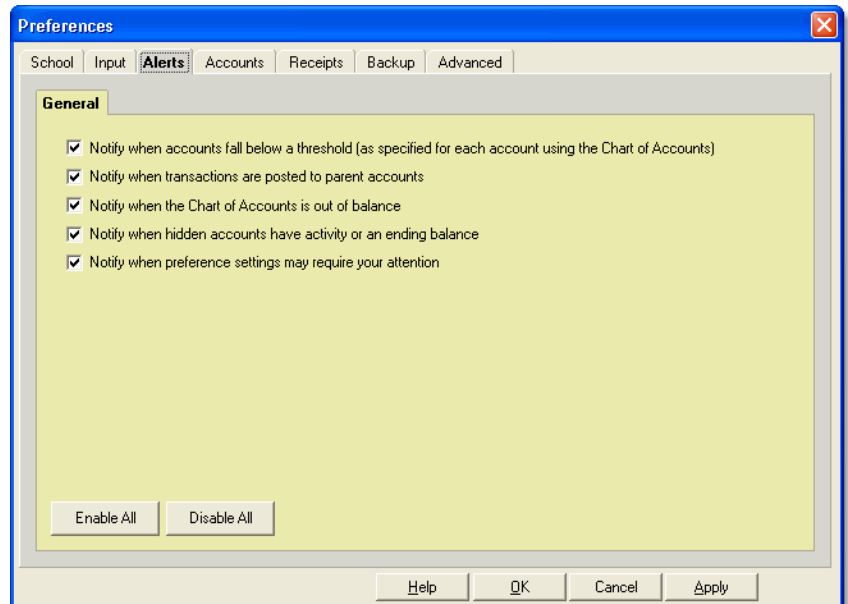 Preferences
School Input Alerts Accounts Receipts Backup Advanced
General
Notify when accounts fall below a threshold (as specified for each account using the Chart of Accounts)
Notify when transactions are posted to parent accounts
Notify when the Chart of Accounts is out of balance
Notify when hidden accounts have activity or an ending balance
Notify when preference settings may require your attention
Enable All Disable All
Help OK Cancel Apply